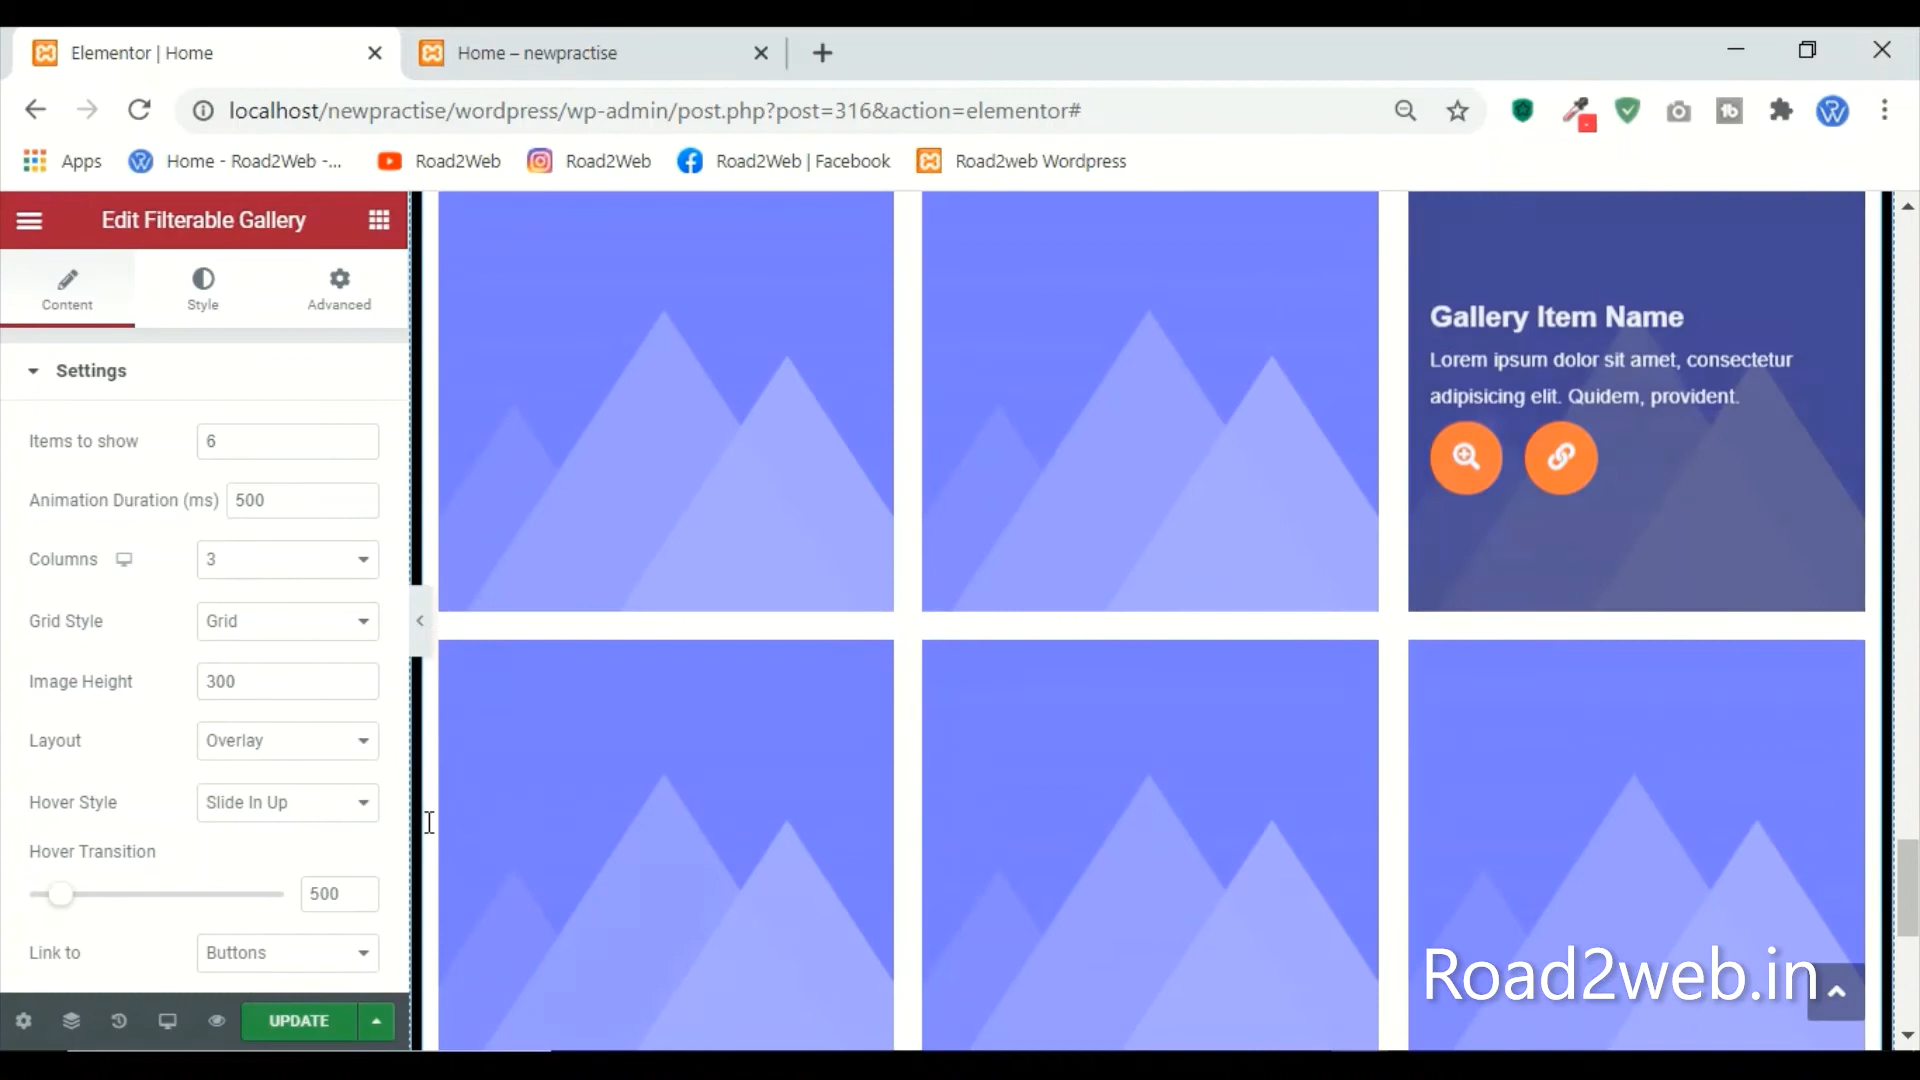 Elementor | Home
Home – newpractise
localhost/newpractise/wordpress/wp-admin/post.php?post=316&action=elementor#
Apps
Home - Road2Web -...
Road2Web
Road2Web
Road2Web | Facebook
Road2web Wordpress
Edit Filterable Gallery
Content
Style
Advanced
Settings
Items to show 6
Animation Duration (ms) 500
Columns 3
Grid Style Grid
Image Height 300
Layout Overlay
Hover Style Slide In Up
Hover Transition
500
Link to Buttons
UPDATE
Gallery Item Name
Lorem ipsum dolor sit amet, consectetur
adipisicing elit. Quidem, provident.
Road2web.in